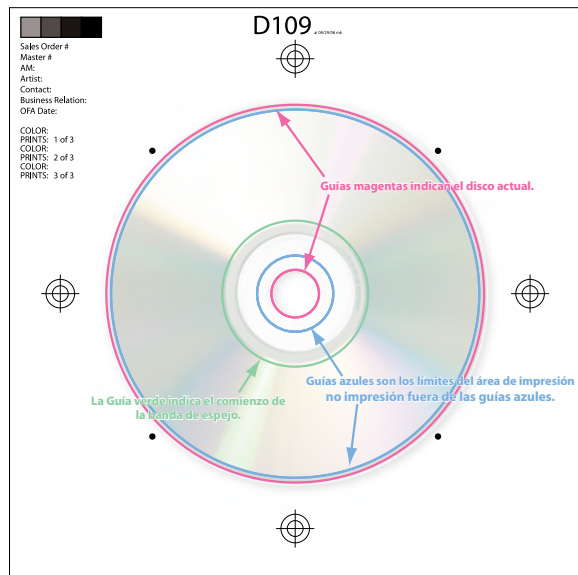 D109
Sales Order #
Master #
AM:
Artist:
Contact:
Business Relation:
OFA Date:
COLOR:
PRINTS: 1 of 3
COLOR:
PRINTS: 2 of 3
COLOR:
PRINTS: 3 of 3
Guías magentas indican el disco actual.
Guías azules son los límites del área de impresión
no impresión fuera de las guías azules.
La Guía verde indica el comienzo de
la banda de espejo.